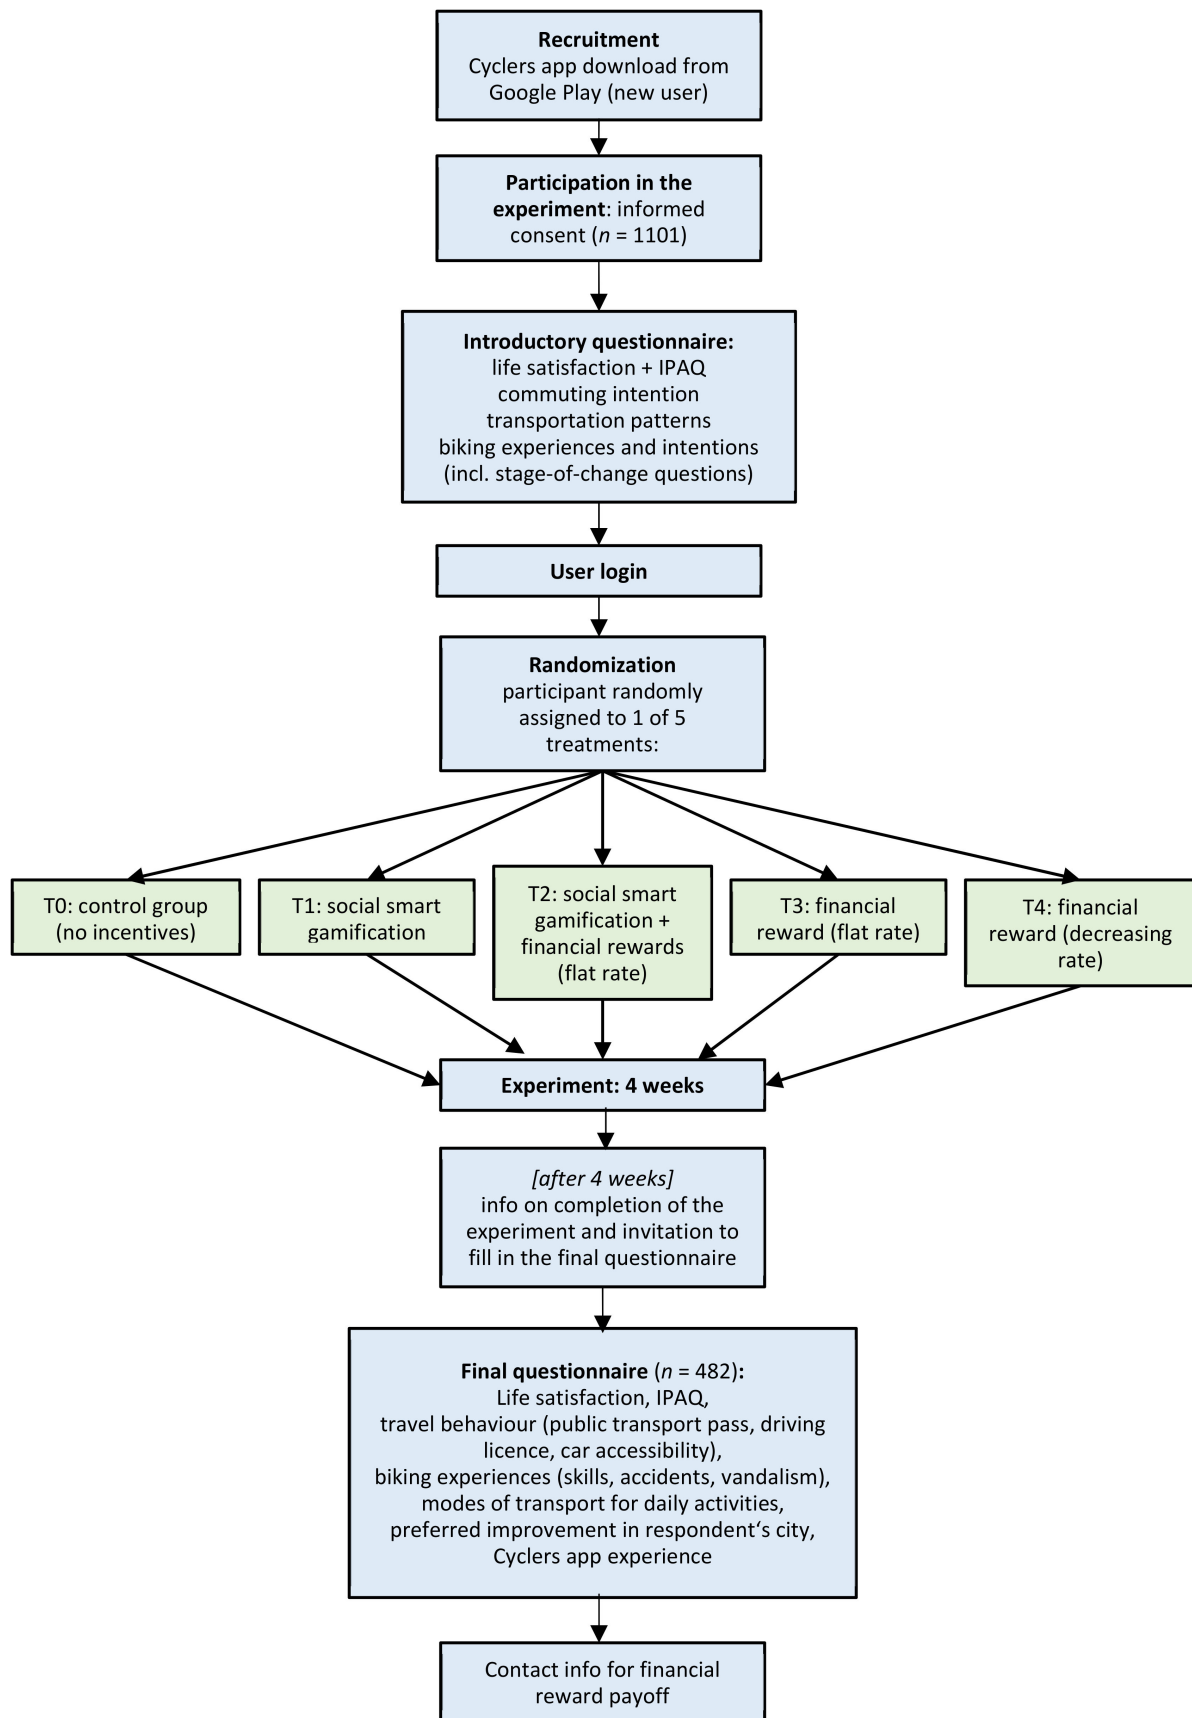 Recruitment
Cyclers app download from
Google Play (new user)
Participation in the
experiment: informed
consent (n = 1101)
Introductory questionnaire:
life satisfaction + IPAQ
commuting intention
transportation patterns
biking experiences and intentions
(incl. stage-of-change questions)
User login
Randomization
participant randomly
assigned to 1 of 5
treatments:
T0: control group
(no incentives)
T1: social smart
gamification
T2: social smart
gamification +
financial rewards
(flat rate)
T3: financial
reward (flat rate)
T4: financial
reward (decreasing
rate)
Experiment: 4 weeks
[after 4 weeks]
info on completion of the
experiment and invitation to
fill in the final questionnaire
Final questionnaire (n = 482):
Life satisfaction, IPAQ,
travel behaviour (public transport pass, driving
licence, car accessibility),
biking experiences (skills, accidents, vandalism),
modes of transport for daily activities,
preferred improvement in respondent‘s city,
Cyclers app experience
Contact info for financial
reward payoff